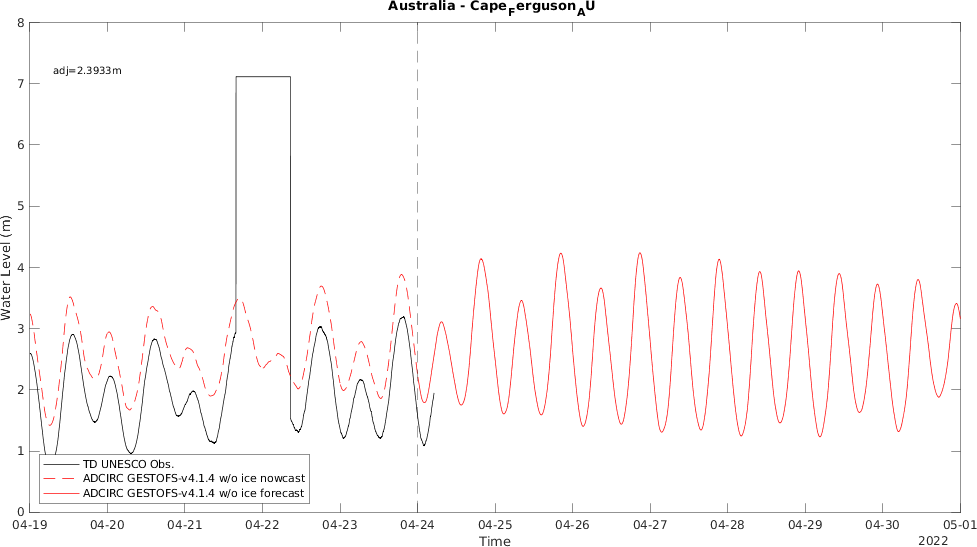 Australia - Cape_Ferguson_AU
adj=2.3933m
8
7
6
5
4
3
2
1
0
Water Level (m)
TD UNESCO Obs.
ADCIRC GESTOFS-v4.1.4 w/o ice nowcast
ADCIRC GESTOFS-v4.1.4 w/o ice forecast
04-19 04-20 04-21 04-22 04-23 04-24 04-25 04-26 04-27 04-28 04-29 04-30 05-01
Time
2022